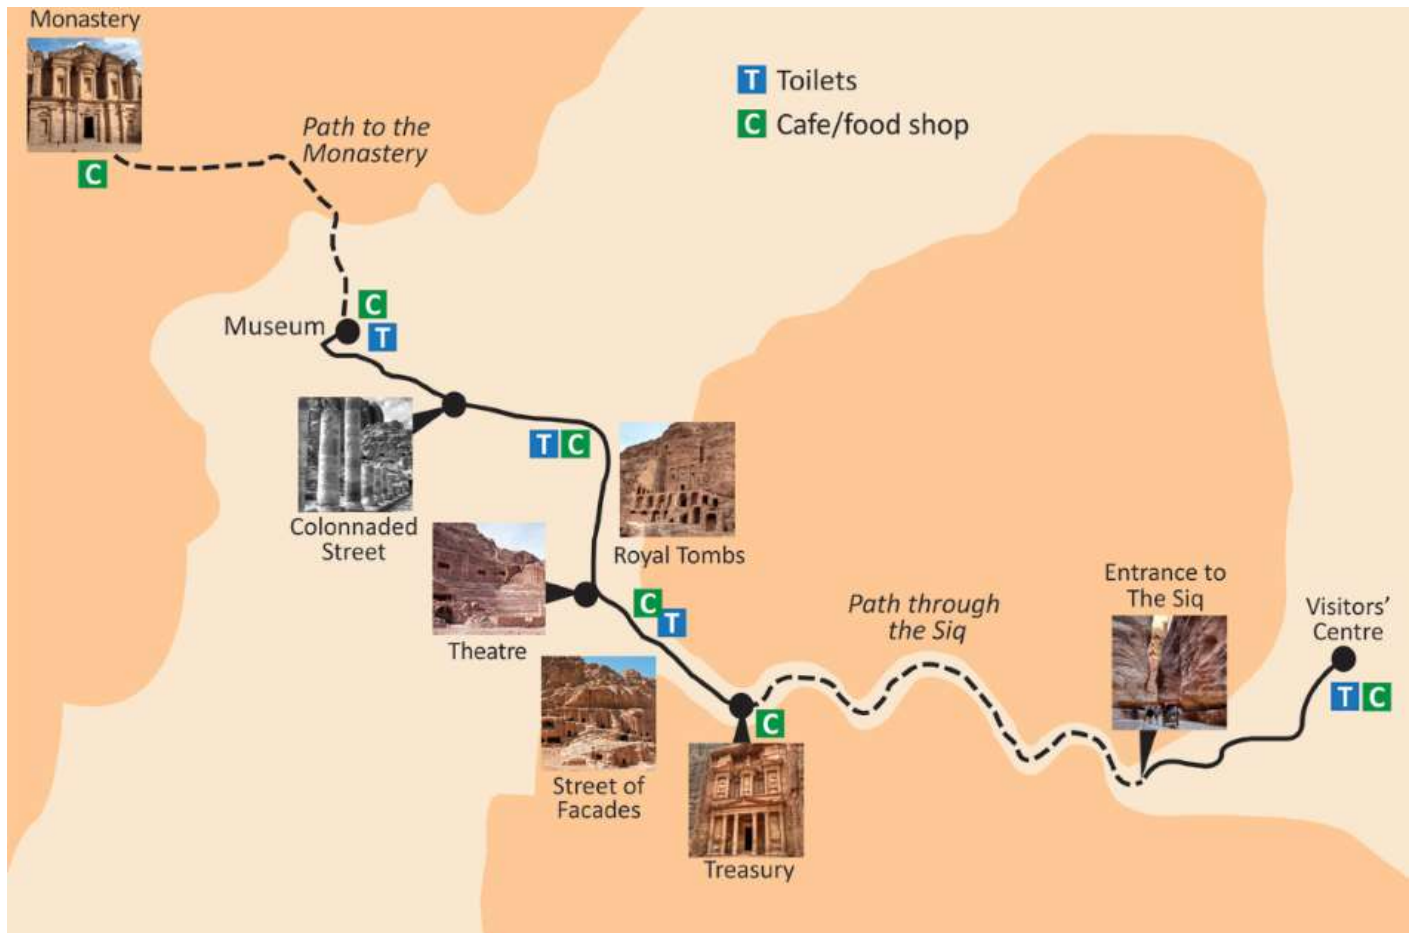 Monastery
Path to the
Monastery
T Toilets
C Cafe/food shop
C
C
Museum
T
T C
Colonnaded
Street
Royal Tombs
Entrance to
The Siq
C
T
Path through
the Siq
Visitors’
Centre
Theatre
T C
C
Street of
Facades
Treasury